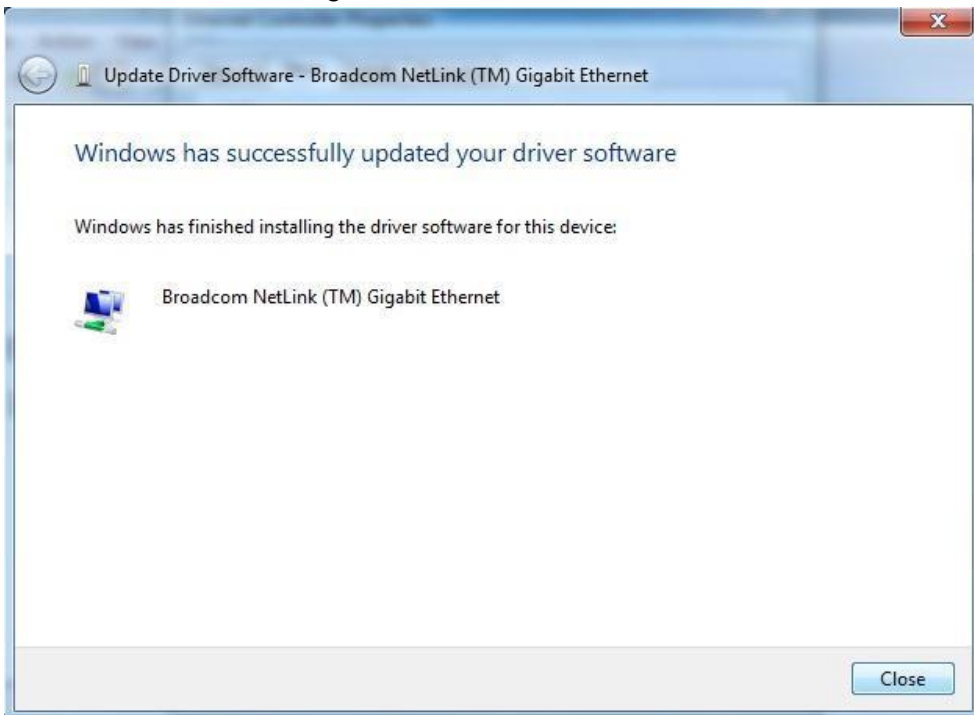 X
Update Driver Software - Broadcom NetLink (TM) Gigabit Ethernet
Windows has successfully updated your driver software
Windows has finished installing the driver software for this device:
Broadcom NetLink (TM) Gigabit Ethernet
Close